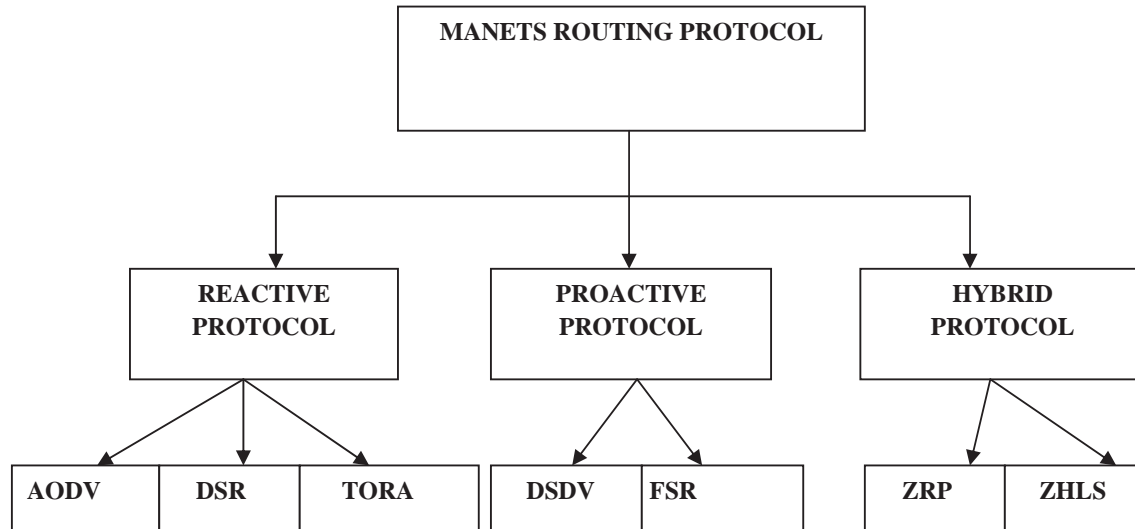 MANETS ROUTING PROTOCOL
REACTIVE
PROTOCOL
PROACTIVE
PROTOCOL
HYBRID
PROTOCOL
AODV DSR TORA
DSDV FSR
ZRP ZHLS